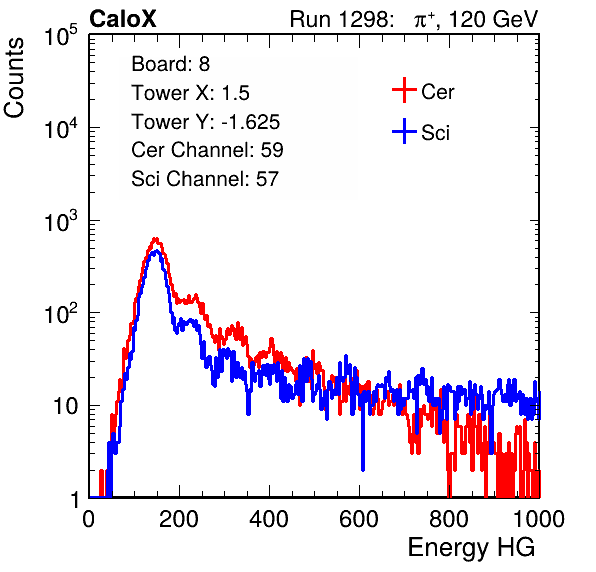 CaloX Run 1298: π⁺, 120 GeV
Counts
10⁵
10⁴
10³
10²
10
1
Board: 8
Tower X: 1.5
Tower Y: -1.625
Cer Channel: 59
Sci Channel: 57
Cer
Sci
0 200 400 600 800 1000
Energy HG